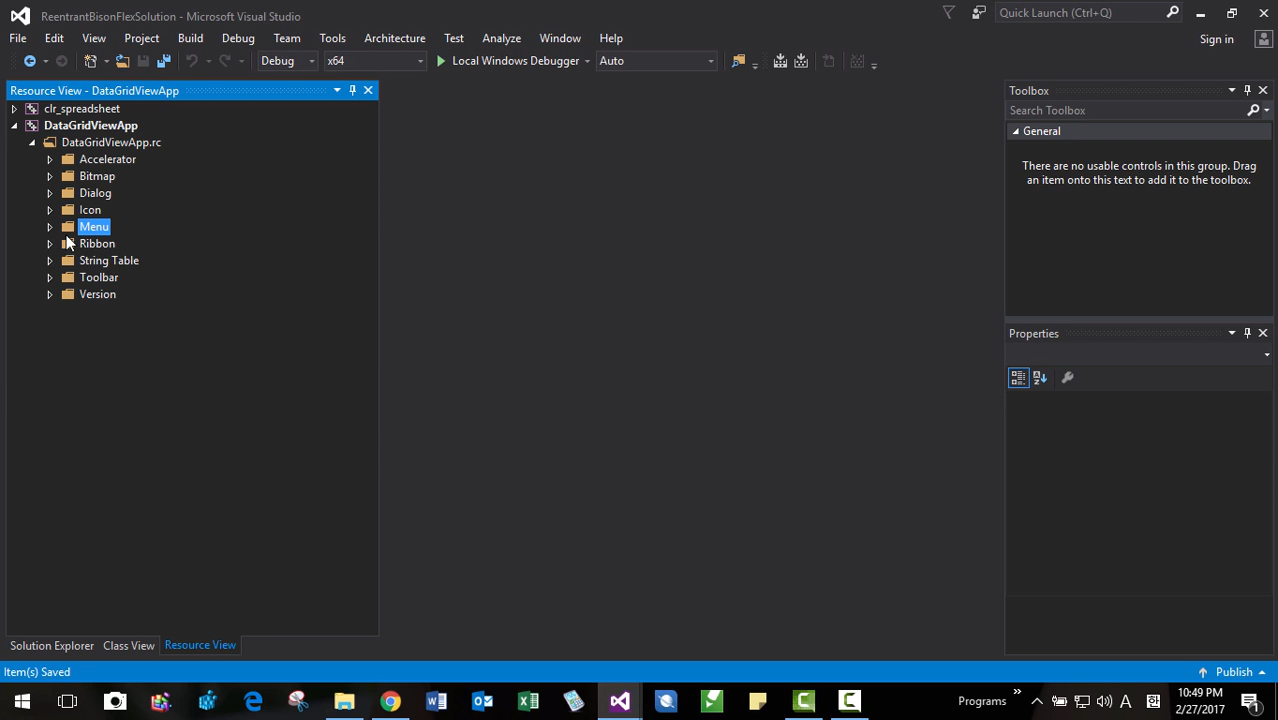 ReentrantBisonFlexSolution - Microsoft Visual Studio
Quick Launch (Ctrl+Q)
File Edit View Project Build Debug Team Tools Architecture Test Analyze Window Help
Sign in
Debug x64 Local Windows Debugger Auto
Resource View - DataGridViewApp
clr_spreadsheet
DataGridViewApp
DataGridViewApp.rc
Accelerator
Bitmap
Dialog
Icon
Menu
Ribbon
String Table
Toolbar
Version
Toolbox
Search Toolbox
General
There are no usable controls in this group. Drag
an item onto this text to add it to the toolbox.
Properties
Solution Explorer Class View Resource View
Item(s) Saved
Publish
Programs
A
10:49 PM
2/27/2017
1